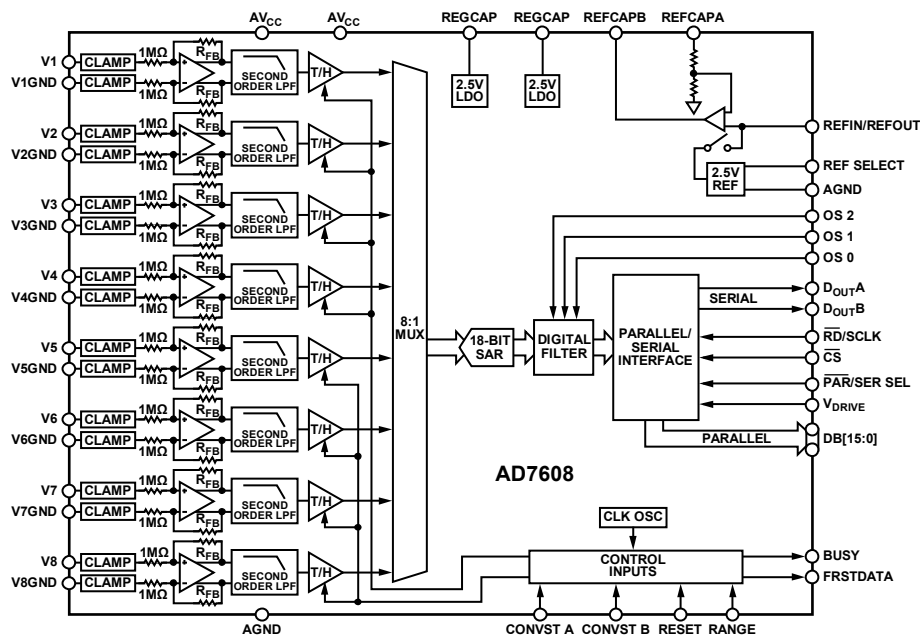 AVCC
AVCC
REGCAP
REGCAP
REFCAPB
REFCAPA
V1
V1GND
CLAMP
CLAMP
1MΩ
1MΩ
RFB
RFB
SECOND
ORDER LPF
T/H
V2
V2GND
CLAMP
CLAMP
1MΩ
1MΩ
RFB
RFB
SECOND
ORDER LPF
T/H
V3
V3GND
CLAMP
CLAMP
1MΩ
1MΩ
RFB
RFB
SECOND
ORDER LPF
T/H
V4
V4GND
CLAMP
CLAMP
1MΩ
1MΩ
RFB
RFB
SECOND
ORDER LPF
T/H
V5
V5GND
CLAMP
CLAMP
1MΩ
1MΩ
RFB
RFB
SECOND
ORDER LPF
T/H
V6
V6GND
CLAMP
CLAMP
1MΩ
1MΩ
RFB
RFB
SECOND
ORDER LPF
T/H
V7
V7GND
CLAMP
CLAMP
1MΩ
1MΩ
RFB
RFB
SECOND
ORDER LPF
T/H
V8
V8GND
CLAMP
CLAMP
1MΩ
1MΩ
RFB
RFB
SECOND
ORDER LPF
T/H
8:1
MUX
2.5V
LDO
2.5V
LDO
2.5V
REF
REFIN/REFOUT
REF SELECT
AGND
OS 2
OS 1
OS 0
18-BIT
SAR
DIGITAL
FILTER
PARALLEL/
SERIAL
INTERFACE
SERIAL
PARALLEL
DOUTA
DOUTB
RD/SCLK
CS
PAR/SER SEL
VDRIVE
DB[15:0]
AD7608
CLK OSC
CONTROL
INPUTS
BUSY
FRSTDATA
AGND
CONVST A
CONVST B
RESET
RANGE